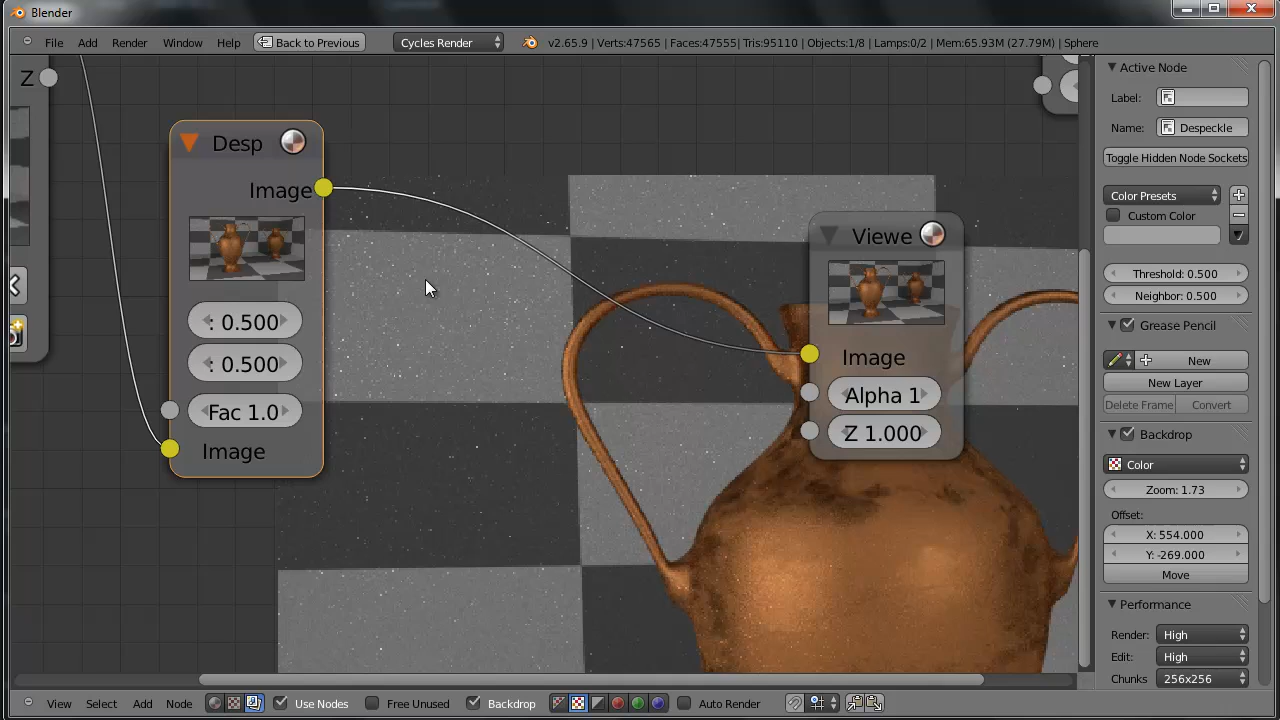 Blender
File Add Render Window Help Back to Previous Cycles Render v2.65.9 | Verts:47565 | Faces:47555| Tris:95110 | Objects:1/8 | Lamps:0/2 | Mem:65.93M (27.79M) | Sphere
Z
Desp
Image
: 0.500
: 0.500
Fac 1.0
Image
Viewe
Image
Alpha 1
Z 1.000
Active Node
Label:
Name: Despeckle
Toggle Hidden Node Sockets
Color Presets
Custom Color
Threshold: 0.500
Neighbor: 0.500
Grease Pencil
New
New Layer
Delete Frame Convert
Backdrop
Color
Zoom: 1.73
Offset:
X: 554.000
Y: -269.000
Move
Performance
Render: High
Edit: High
Chunks 256x256
View Select Add Node Use Nodes Free Unused Backdrop Auto Render